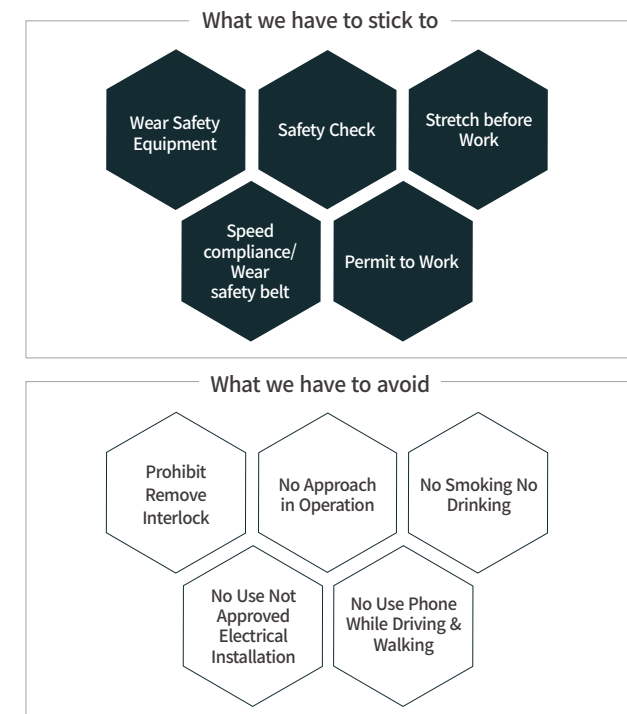 What we have to stick to
Wear Safety
Equipment
Safety Check
Stretch before
Work
Speed
compliance/
Wear
safety belt
Permit to Work
What we have to avoid
Prohibit
Remove
Interlock
No Approach
in Operation
No Smoking No
Drinking
No Use Not
Approved
Electrical
Installation
No Use Phone
While Driving &
Walking